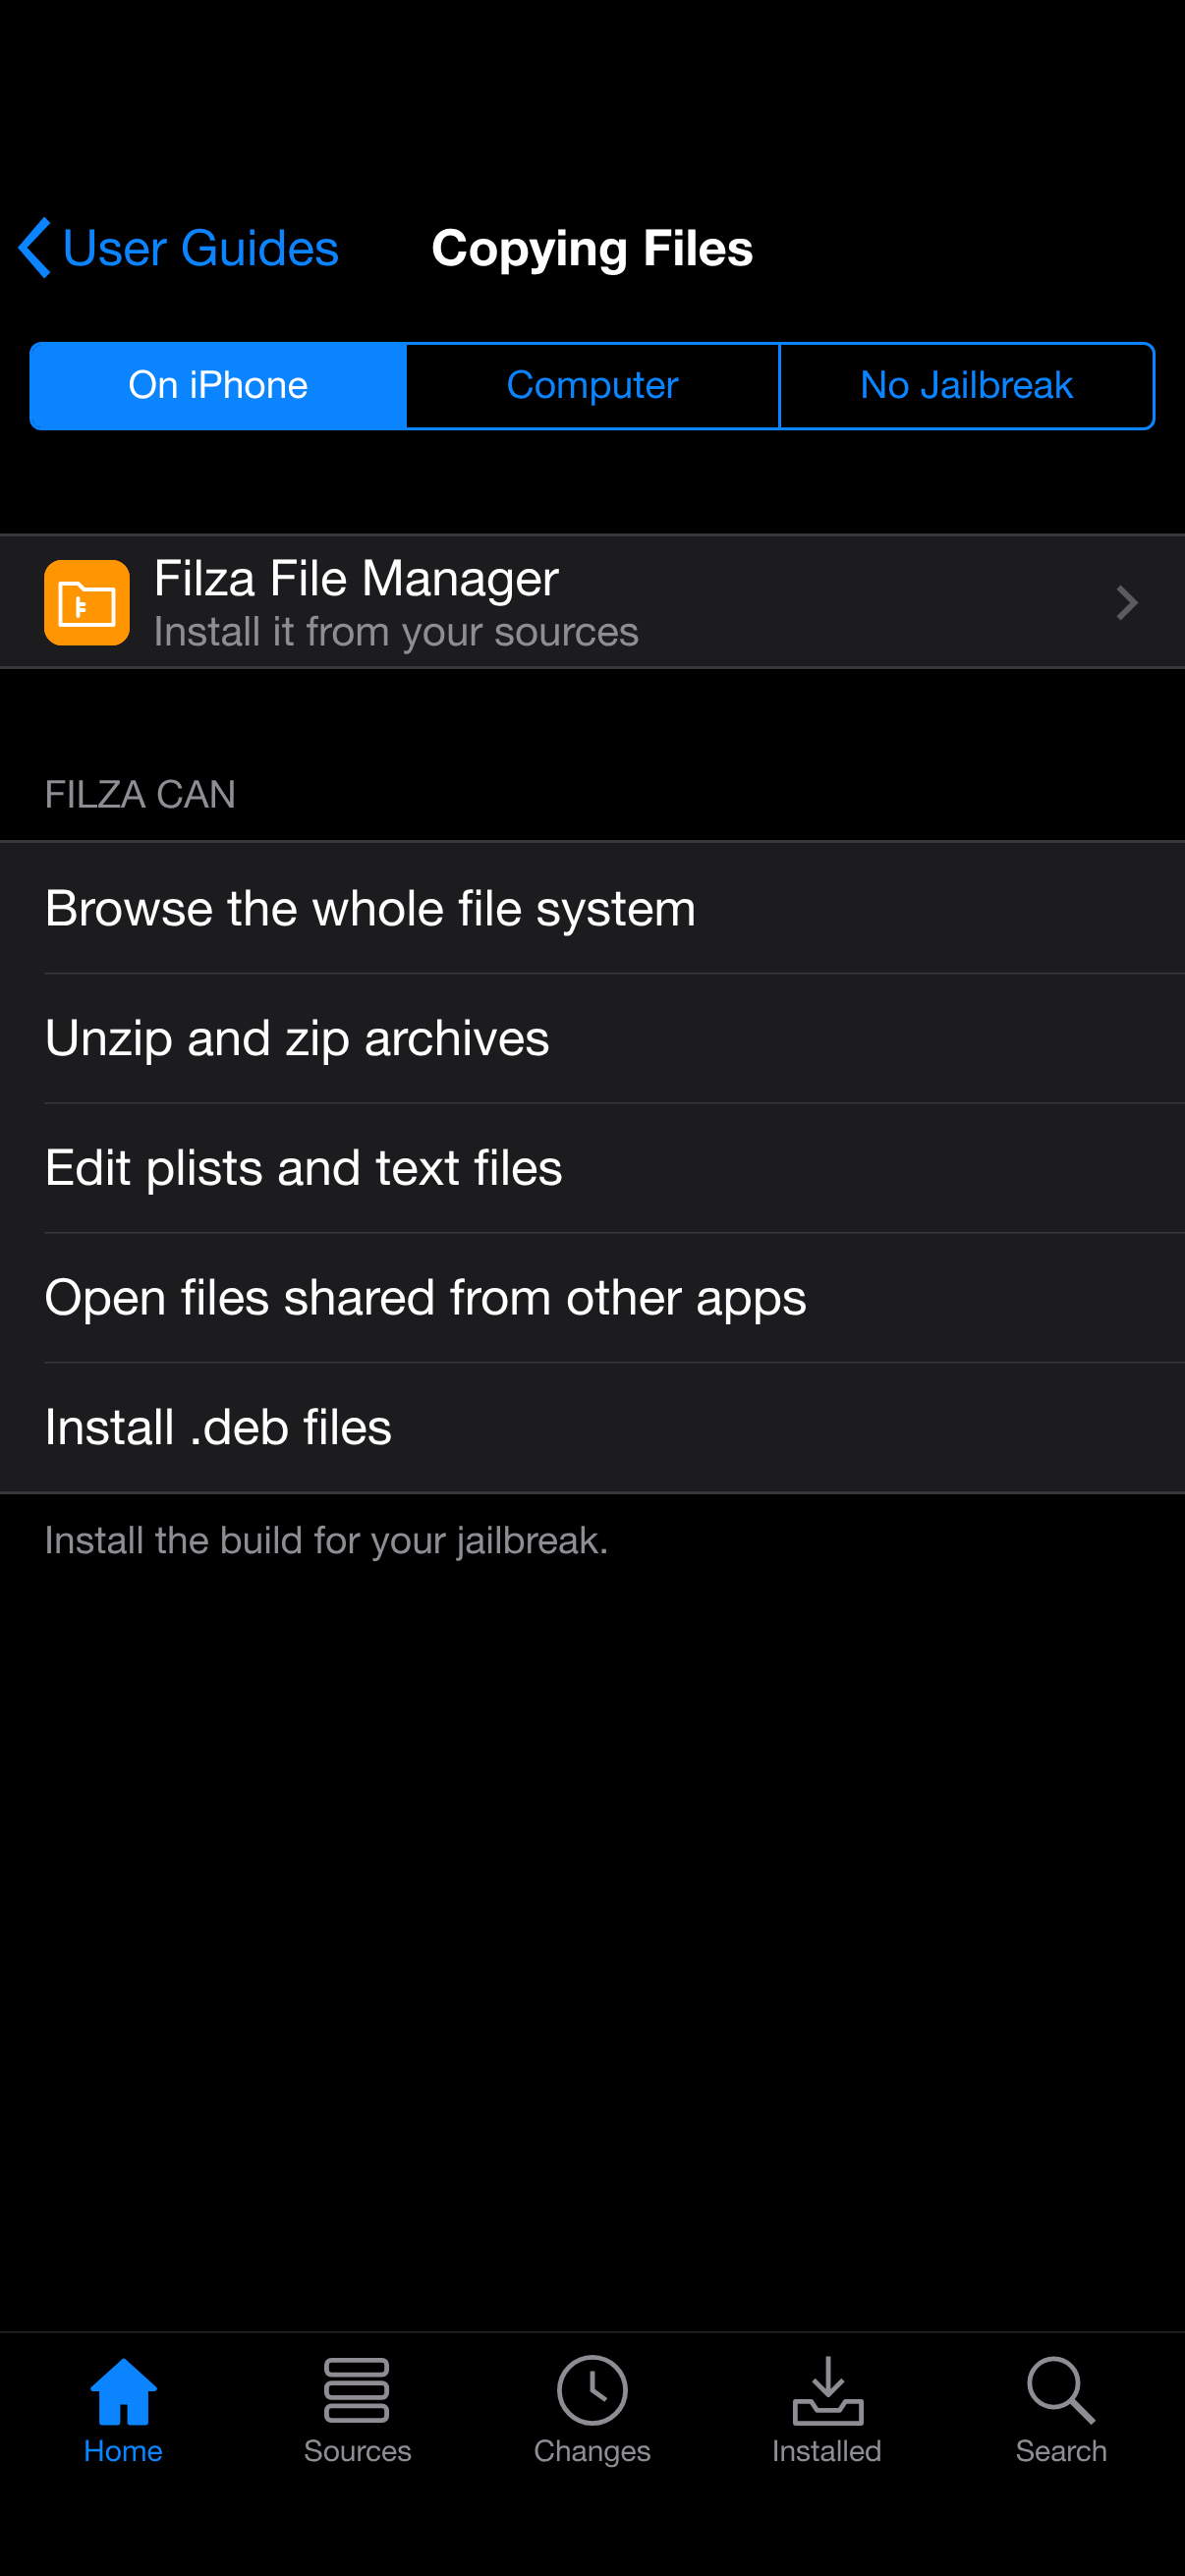 User Guides
Copying Files
On iPhone
Computer
No Jailbreak
Filza File Manager
Install it from your sources
FILZA CAN
Browse the whole file system
Unzip and zip archives
Edit plists and text files
Open files shared from other apps
Install .deb files
Install the build for your jailbreak.
Home
Sources
Changes
Installed
Search